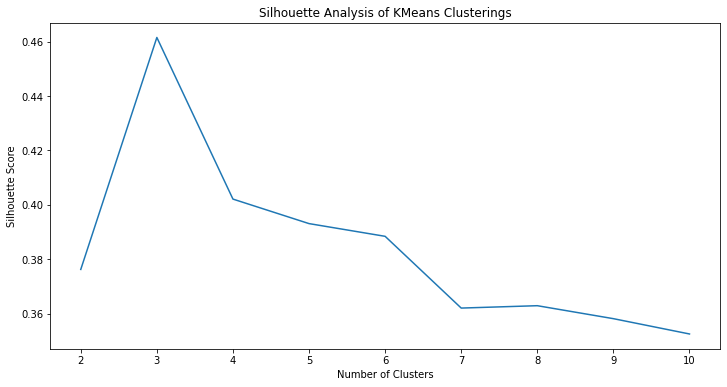 Silhouette Analysis of KMeans Clusterings
0.46
0.44
0.42
0.40
0.38
0.36
Silhouette Score
2 3 4 5 6 7 8 9 10
Number of Clusters